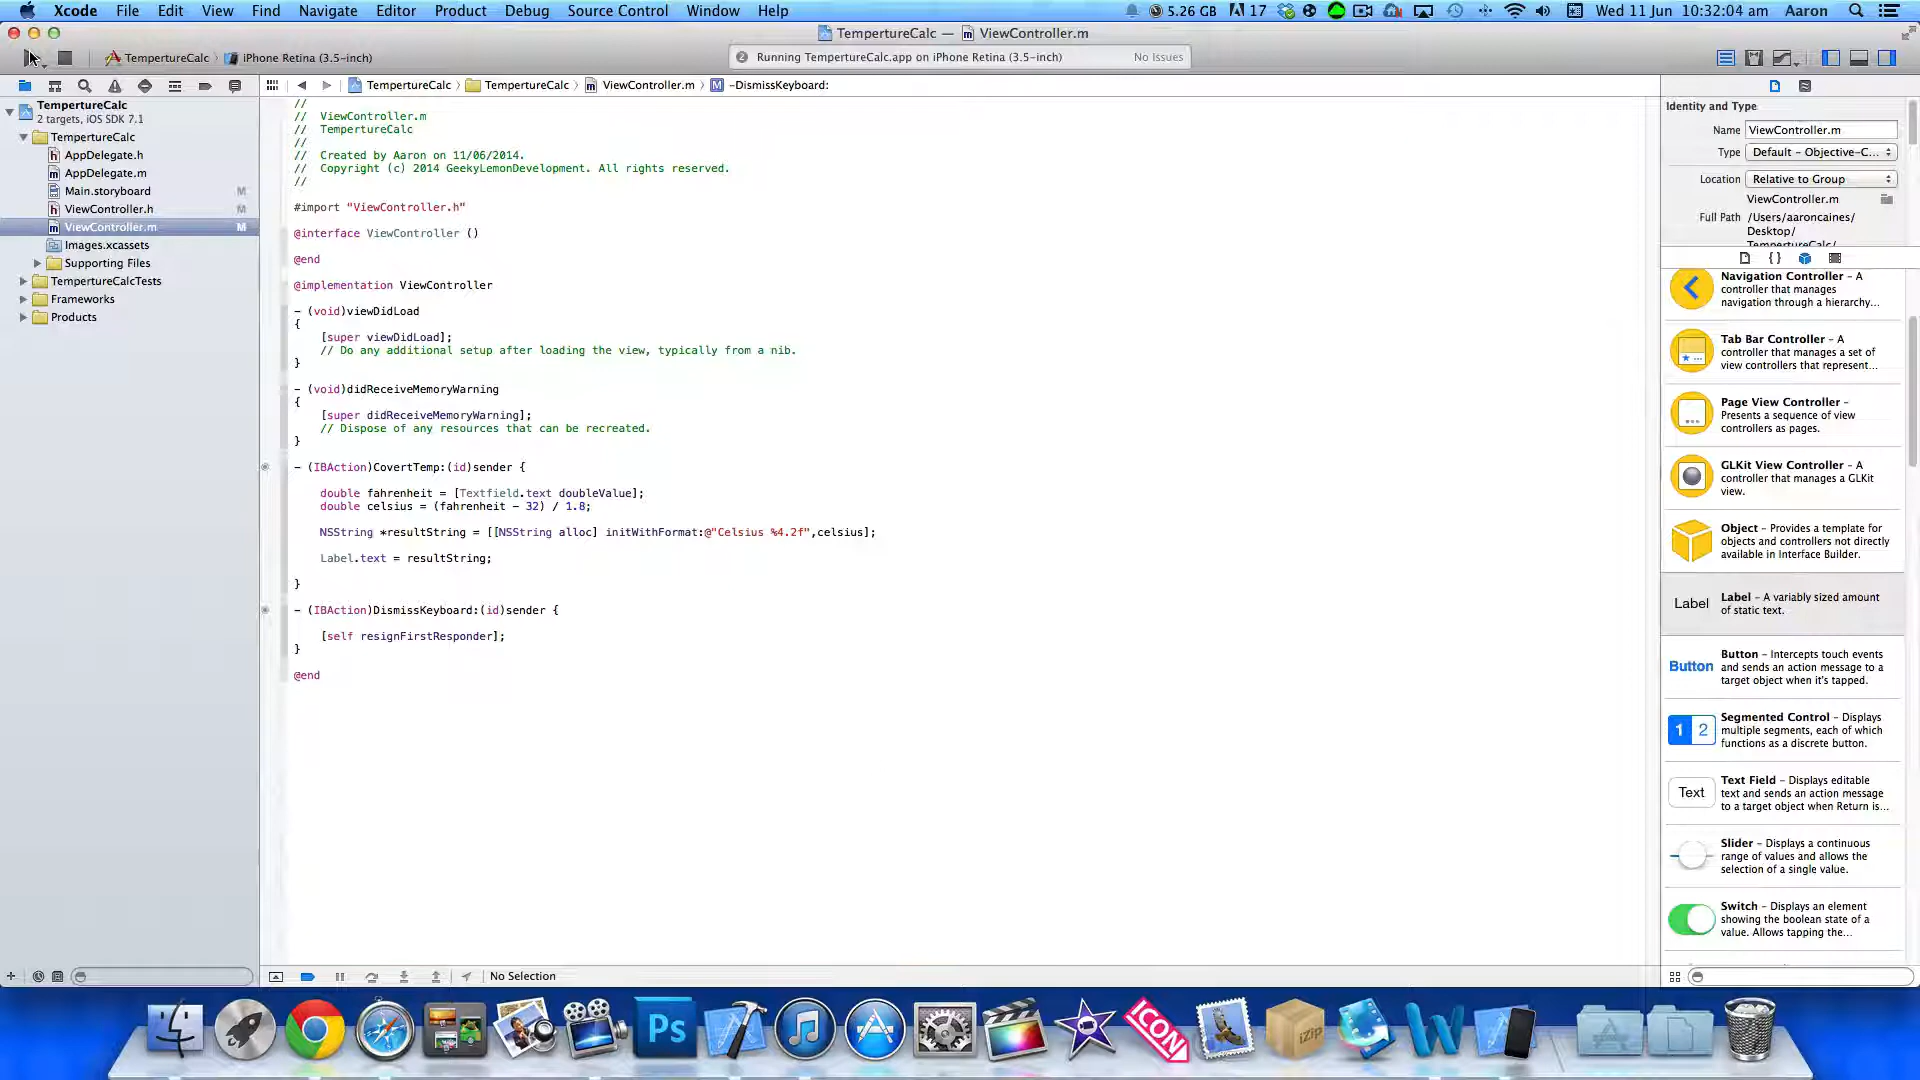 Xcode File Edit View Find Navigate Editor Product Debug Source Control Window Help 5.26 GB 17 Wed 11 Jun 10:32:04 am Aaron
TempertureCalc — ViewController.m
TempertureCalc iPhone Retina (3.5-inch)
2 Running TempertureCalc.app on iPhone Retina (3.5-inch) No Issues
TempertureCalc TempertureCalc ViewController.m M -DismissKeyboard:
TempertureCalc
2 targets, iOS SDK 7.1
TempertureCalc
h AppDelegate.h
m AppDelegate.m
Main.storyboard M
h ViewController.h M
m ViewController.m M
Images.xcassets
Supporting Files
TempertureCalcTests
Frameworks
Products
//
// ViewController.m
// TempertureCalc
//
// Created by Aaron on 11/06/2014.
// Copyright (c) 2014 GeekyLemonDevelopment. All rights reserved.
//
#import "ViewController.h"
@interface ViewController ()
@end
@implementation ViewController
- (void)viewDidLoad
{
[super viewDidLoad];
// Do any additional setup after loading the view, typically from a nib.
}
- (void)didReceiveMemoryWarning
{
[super didReceiveMemoryWarning];
// Dispose of any resources that can be recreated.
}
- (IBAction)CovertTemp:(id)sender {
double fahrenheit = [Textfield.text doubleValue];
double celsius = (fahrenheit - 32) / 1.8;
NSString *resultString = [[NSString alloc] initWithFormat:@"Celsius %4.2f",celsius];
Label.text = resultString;
}
- (IBAction)DismissKeyboard:(id)sender {
[self resignFirstResponder];
}
@end
No Selection
Identity and Type
Name ViewController.m
Type Default - Objective-C...
Location Relative to Group
ViewController.m
Full Path /Users/aaroncaines/
Desktop/
TempertureCalc/
{ }
Navigation Controller - A
controller that manages
navigation through a hierarchy...
Tab Bar Controller - A
controller that manages a set of
view controllers that represent...
Page View Controller -
Presents a sequence of view
controllers as pages.
GLKit View Controller - A
controller that manages a GLKit
view.
Object - Provides a template for
objects and controllers not directly
available in Interface Builder.
Label
Label - A variably sized amount
of static text.
Button
Button - Intercepts touch events
and sends an action message to a
target object when it's tapped.
1 2
Segmented Control - Displays
multiple segments, each of which
functions as a discrete button.
Text
Text Field - Displays editable
text and sends an action message
to a target object when Return is...
Slider - Displays a continuous
range of values and allows the
selection of a single value.
Switch - Displays an element
showing the boolean state of a
value. Allows tapping the...
Ps
ICON
iZip
W